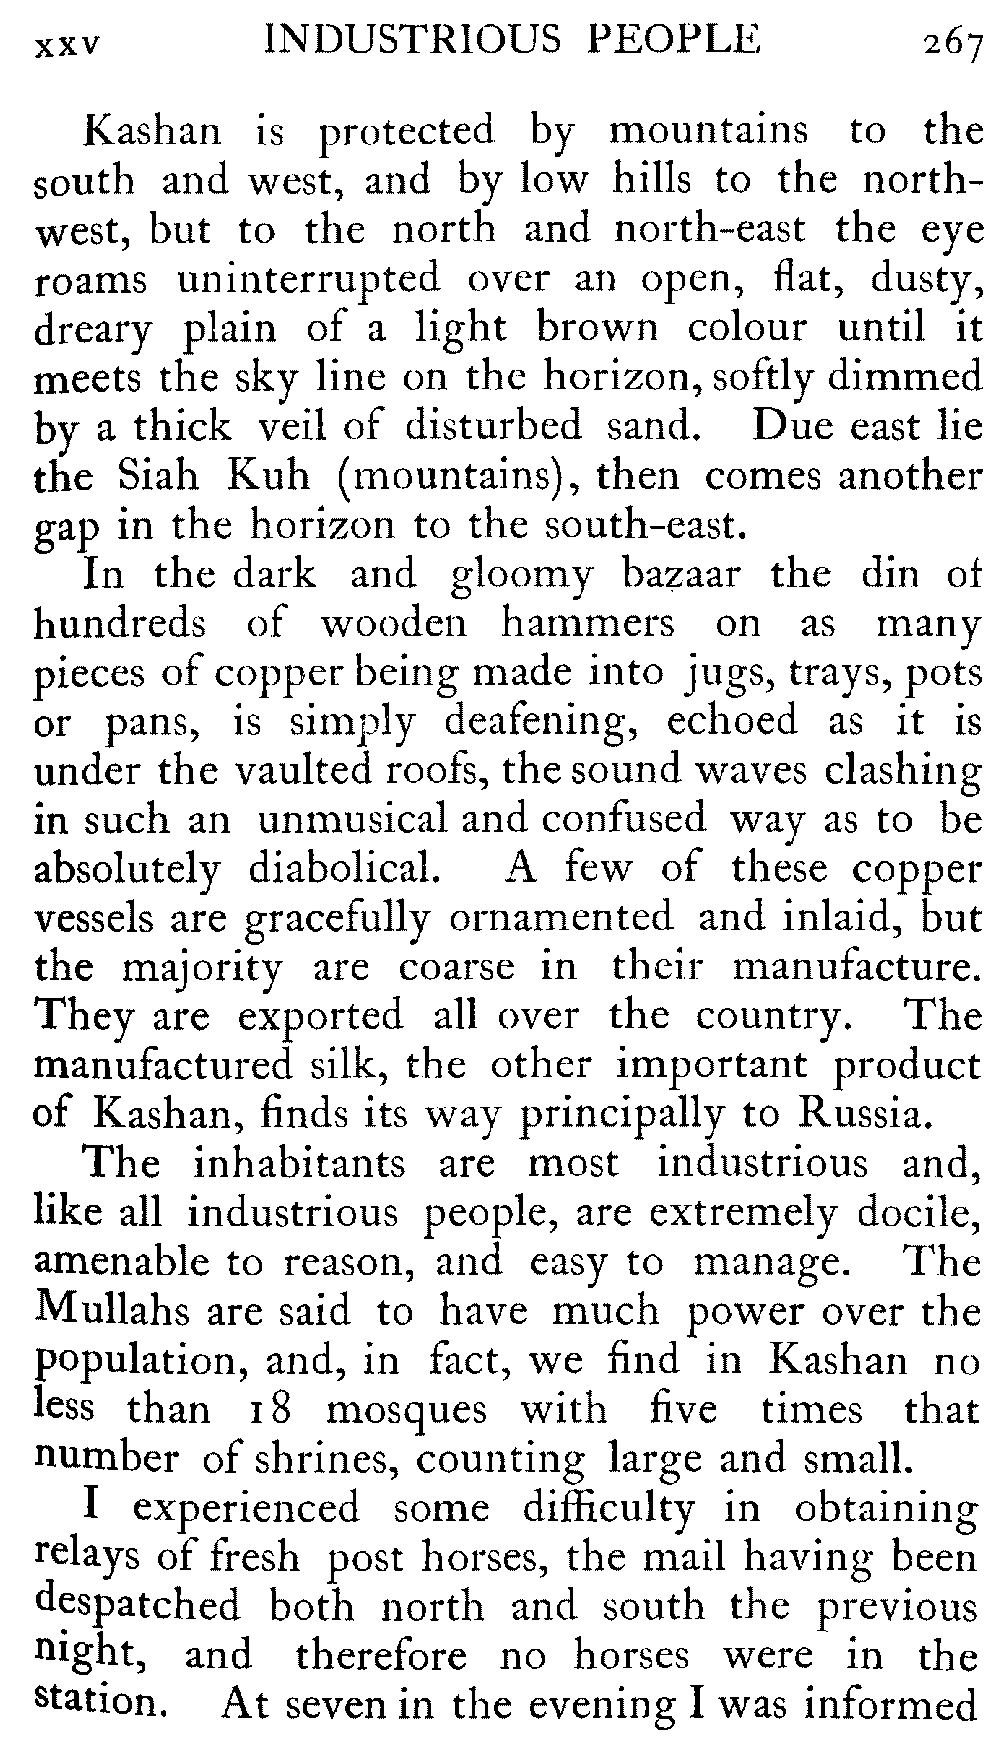 xxv INDUSTRIOUS PEOPLE 267
Kashan is protected by mountains to the
south and west, and by low hills to the north-
west, but to the north and north-east the eye
roams uninterrupted over an open, flat, dusty,
dreary plain of a light brown colour until it
meets the sky line on the horizon, softly dimmed
by a thick veil of disturbed sand. Due east lie
the Siah Kuh (mountains), then comes another
gap in the horizon to the south-east.
In the dark and gloomy bazaar the din of
hundreds of wooden hammers on as many
pieces of copper being made into jugs, trays, pots
or pans, is simply deafening, echoed as it is
under the vaulted roofs, the sound waves clashing
in such an unmusical and confused way as to be
absolutely diabolical. A few of these copper
vessels are gracefully ornamented and inlaid, but
the majority are coarse in their manufacture.
They are exported all over the country. The
manufactured silk, the other important product
of Kashan, finds its way principally to Russia.
The inhabitants are most industrious and,
like all industrious people, are extremely docile,
amenable to reason, and easy to manage. The
Mullahs are said to have much power over the
population, and, in fact, we find in Kashan no
less than 18 mosques with five times that
number of shrines, counting large and small.
I experienced some difficulty in obtaining
relays of fresh post horses, the mail having been
despatched both north and south the previous
night, and therefore no horses were in the
station. At seven in the evening I was informed